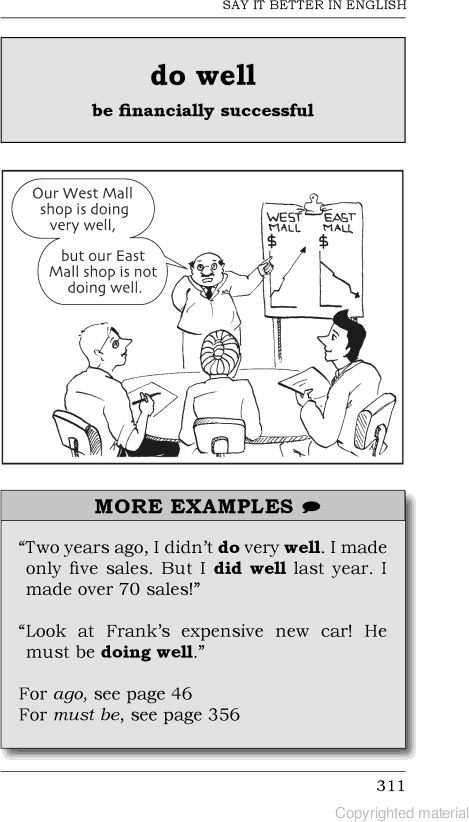 SAY IT BETTER IN ENGLISH
do well
be financially successful
Our West Mall
shop is doing
very well,
but our East
Mall shop is not
doing well.
WEST EAST
MALL MALL
$ $
MORE EXAMPLES
“Two years ago, I didn’t do very well. I made
only five sales. But I did well last year. I
made over 70 sales!”
“Look at Frank’s expensive new car! He
must be doing well.”
For ago, see page 46
For must be, see page 356
311
Copyrighted material